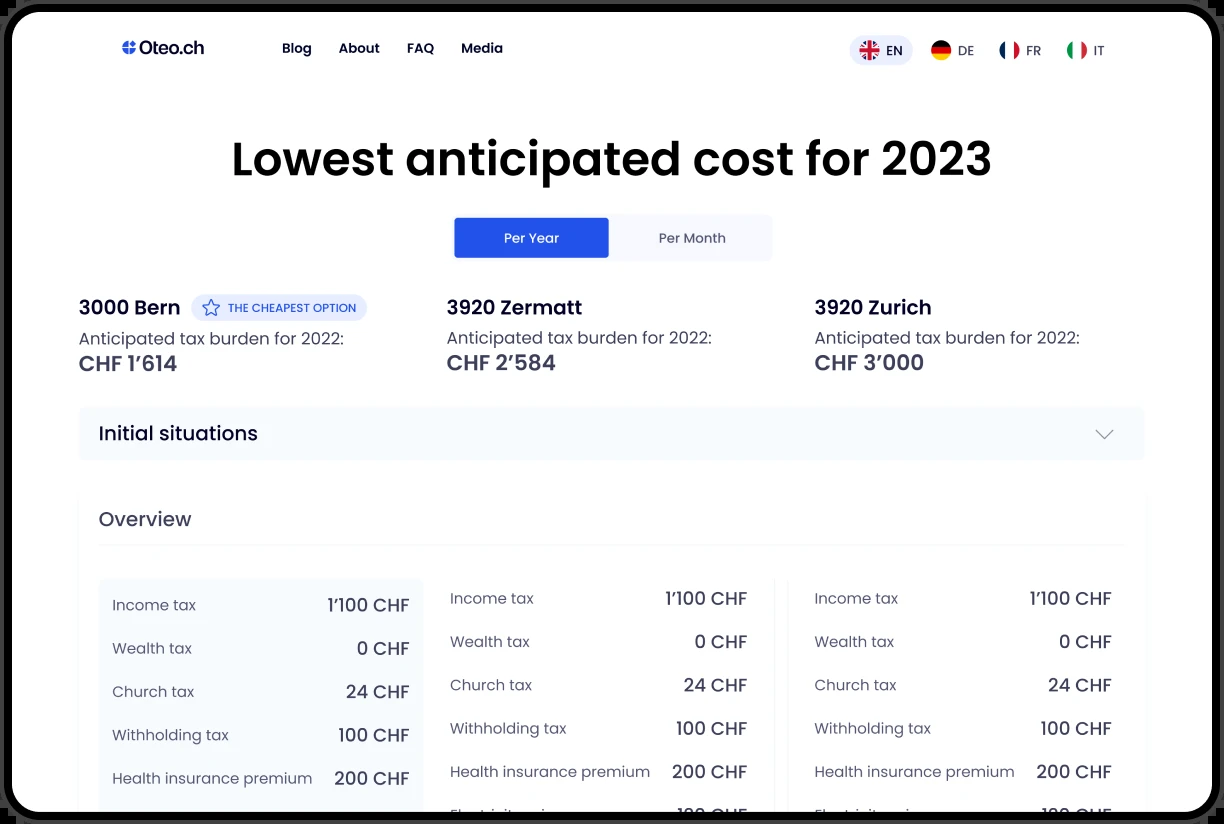 Oteo.ch Blog About FAQ Media EN DE FR IT
Lowest anticipated cost for 2023
Per Year Per Month
3000 Bern THE CHEAPEST OPTION
Anticipated tax burden for 2022:
CHF 1’614
3920 Zermatt
Anticipated tax burden for 2022:
CHF 2’584
3920 Zurich
Anticipated tax burden for 2022:
CHF 3’000
Initial situations
Overview
Income tax 1’100 CHF
Wealth tax 0 CHF
Church tax 24 CHF
Withholding tax 100 CHF
Health insurance premium 200 CHF
Income tax 1’100 CHF
Wealth tax 0 CHF
Church tax 24 CHF
Withholding tax 100 CHF
Health insurance premium 200 CHF
Income tax 1’100 CHF
Wealth tax 0 CHF
Church tax 24 CHF
Withholding tax 100 CHF
Health insurance premium 200 CHF